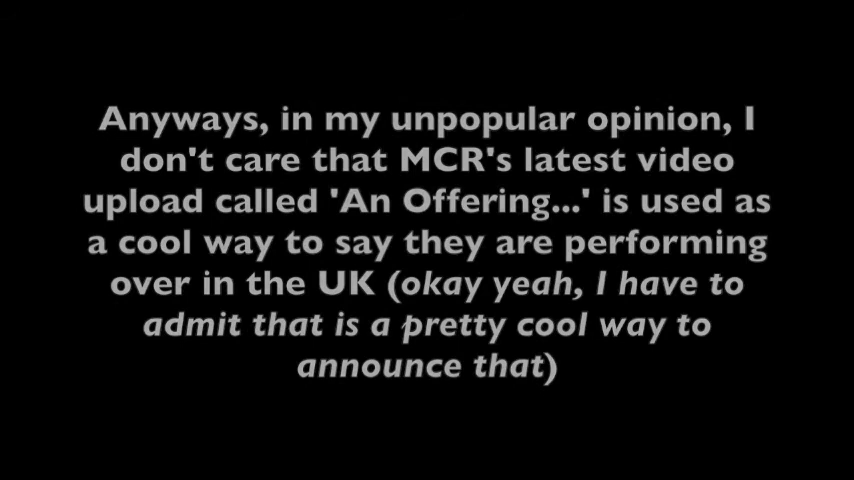 Anyways, in my unpopular opinion, I
don't care that MCR's latest video
upload called 'An Offering...' is used as
a cool way to say they are performing
over in the UK (okay yeah, I have to
admit that is a pretty cool way to
announce that)